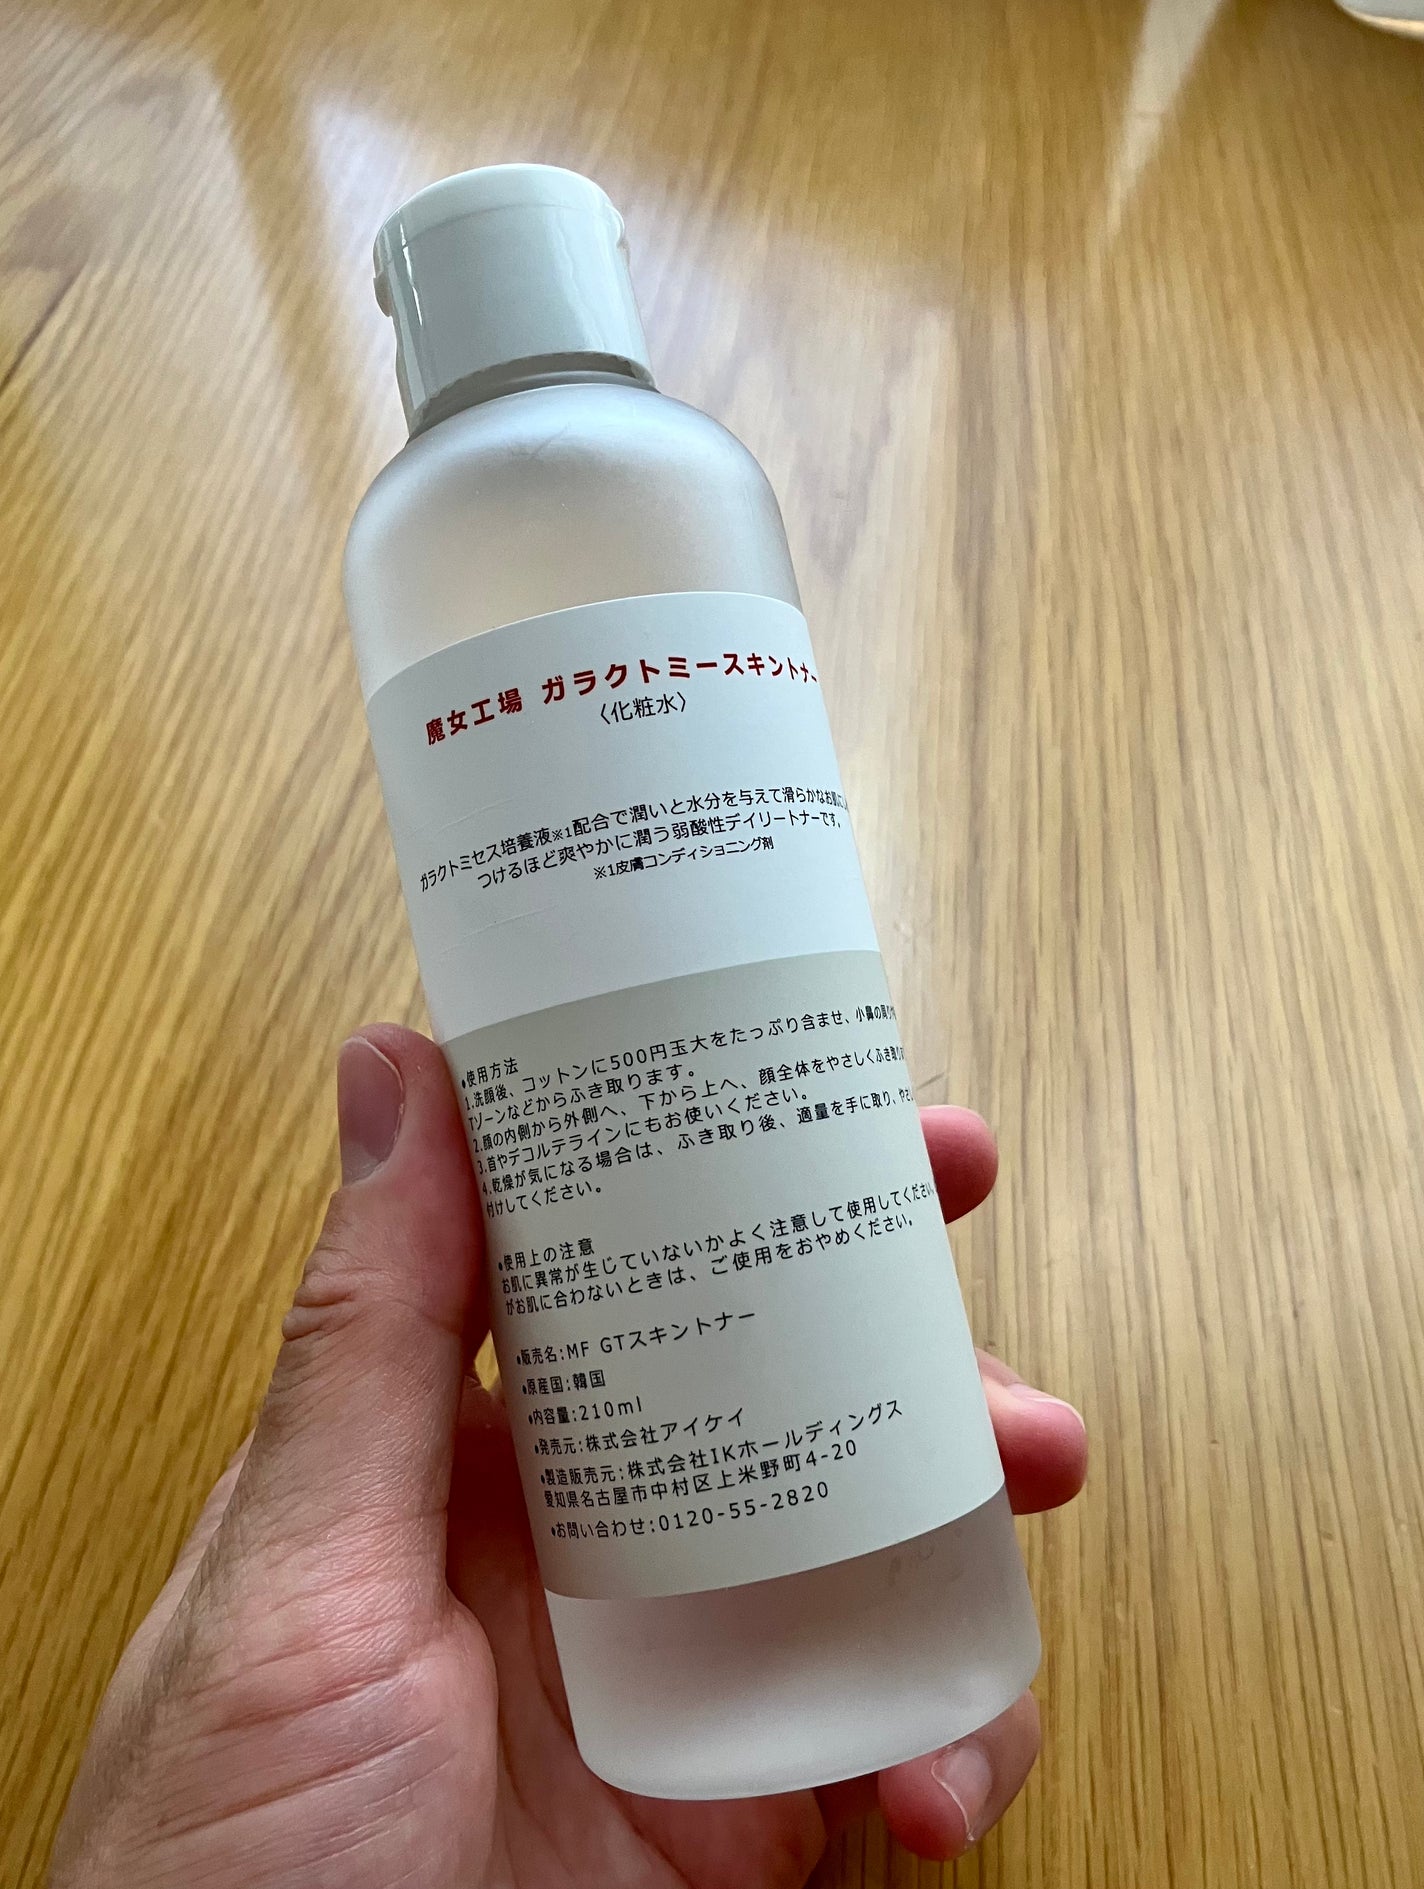 魔女工場 ガラクトミースキントナー
〈化粧水〉
ガラクトミセス培養液※1配合で潤いと水分を与えて滑らかなお肌に
つけるほど爽やかに潤う弱酸性デイリートナーです。
※1皮膚コンディショニング剤
●使用方法
1.洗顔後、コットンに500円玉大をたっぷり含ませ、小鼻の周り
Tゾーンなどからふき取ります。
2.顔の内側から外側へ、下から上へ、顔全体をやさしくふき取り
3.首やデコルテラインにもお使いください。
4.乾燥が気になる場合は、ふき取り後、適量を手に取り、やさ
付けしてください。
●使用上の注意
お肌に異常が生じていないかよく注意して使用してください。
がお肌に合わないときは、ご使用をおやめください。
●販売名:MF GTスキントナー
●原産国:韓国
●内容量:210ml
●発売元:株式会社アイケイ
●製造販売元:株式会社IKホールディングス
愛知県名古屋市中村区上米野町4-20
●お問い合わせ:0120-55-2820